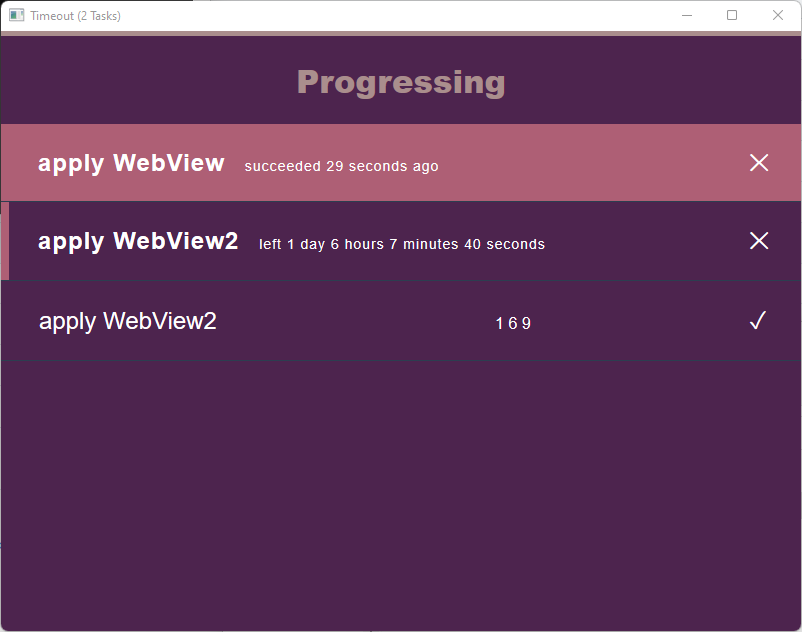 Timeout (2 Tasks)
Progressing
apply WebView succeeded 29 seconds ago
apply WebView2 left 1 day 6 hours 7 minutes 40 seconds
apply WebView2 1 6 9